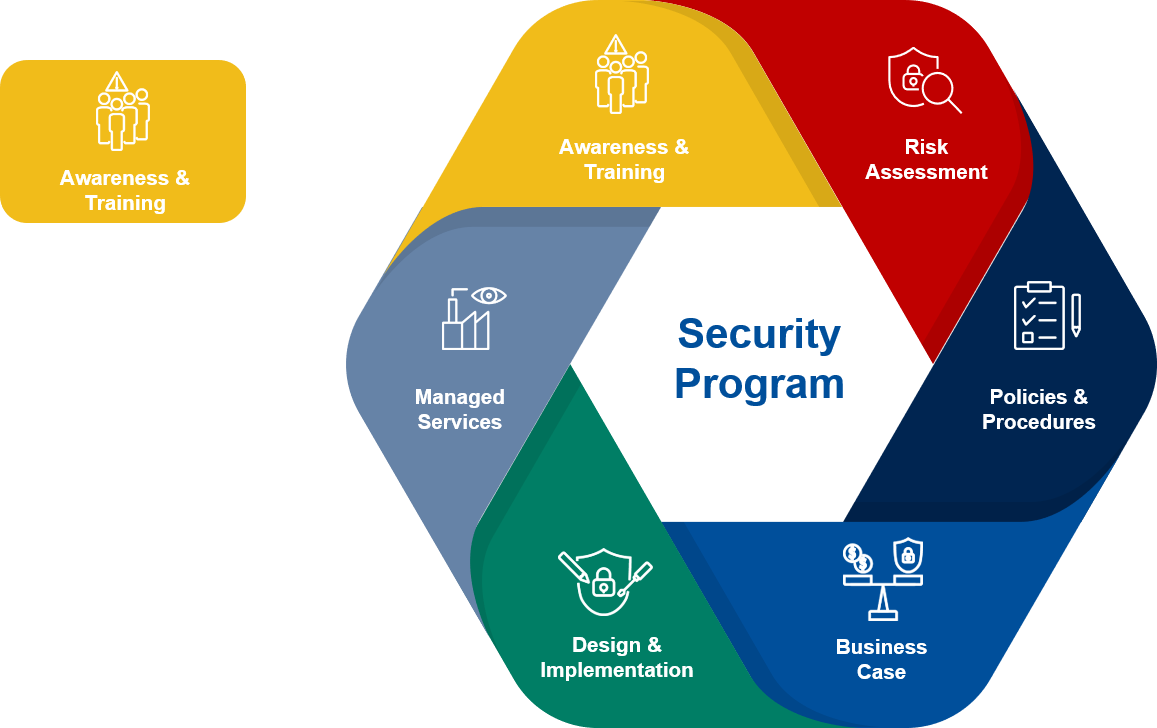 Awareness &
Training
Awareness &
Training
Risk
Assessment
Managed
Services
Security
Program
Policies &
Procedures
Design &
Implementation
Business
Case